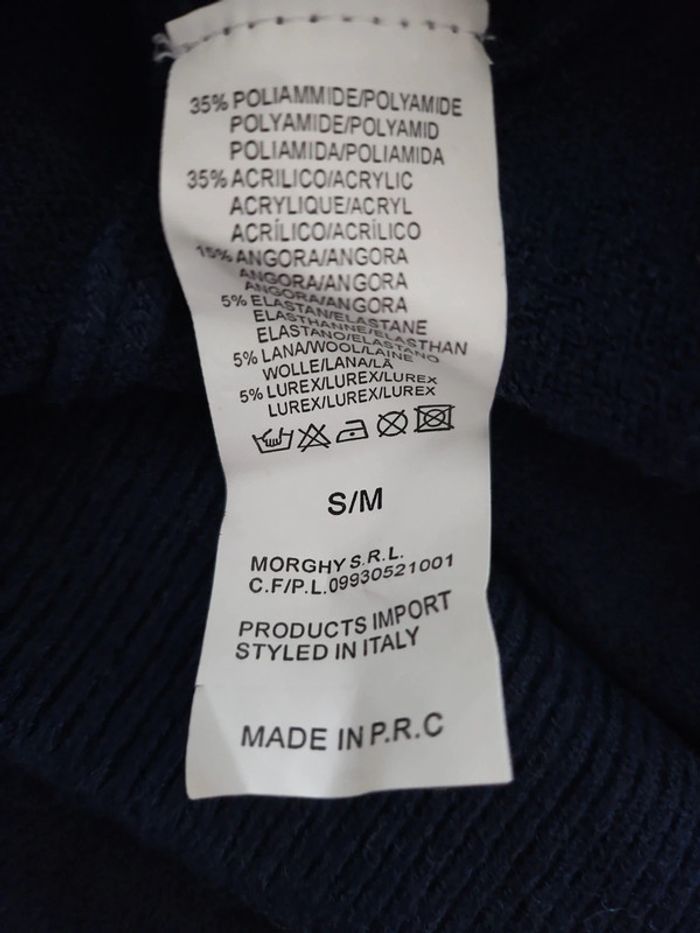 35% POLIAMMIDE/POLYAMIDE
POLYAMIDE/POLYAMID
POLIAMIDA/POLIAMIDA
35% ACRILICO/ACRYLIC
ACRYLIQUE/ACRYL
ACRÍLICO/ACRÍLICO
15% ANGORA/ANGORA
ANGORA/ANGORA
ANGORA/ANGORA
5% ELASTAN/ELASTANE
ELASTHANNE/ELASTHAN
ELASTANO/ELASTANO
5% LANA/WOOL/LAINE
WOLLE/LANA/LÃ
5% LUREX/LUREX/LUREX
LUREX/LUREX/LUREX
S/M
MORGHY S.R.L.
C.F/P.L.09930521001
PRODUCTS IMPORT
STYLED IN ITALY
MADE IN P.R.C